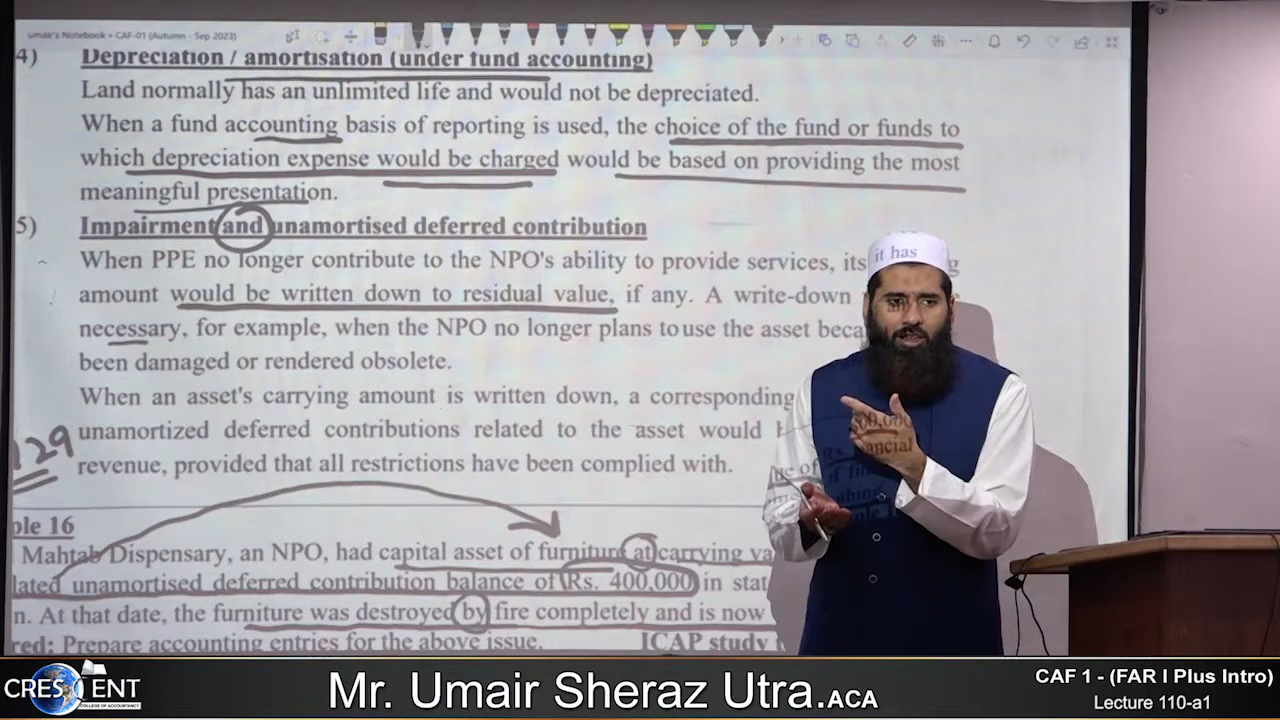 umair's Notebook » CAF-01 (Autumn - Sep 2023)
4) Depreciation / amortisation (under fund accounting)
Land normally has an unlimited life and would not be depreciated.
When a fund accounting basis of reporting is used, the choice of the fund or funds to
which depreciation expense would be charged would be based on providing the most
meaningful presentation.
5) Impairment and unamortised deferred contribution
When PPE no longer contribute to the NPO's ability to provide services, its
amount would be written down to residual value, if any. A write-down
necessary, for example, when the NPO no longer plans to use the asset beca it has
been damaged or rendered obsolete.
When an asset's carrying amount is written down, a corresponding
unamortized deferred contributions related to the asset would
revenue, provided that all restrictions have been complied with.
129
ple 16
Mahtab Dispensary, an NPO, had capital asset of furniture at carrying va 500,000
lated unamortised deferred contribution balance of Rs. 400,000 in stat ancial
n. At that date, the furniture was destroyed by fire completely and is now
red: Prepare accounting entries for the above issue. ICAP study
CRESCENT
COLLEGE OF ACCOUNTANCY
Mr. Umair Sheraz Utra.ACA
CAF 1 - (FAR I Plus Intro)
Lecture 110-a1